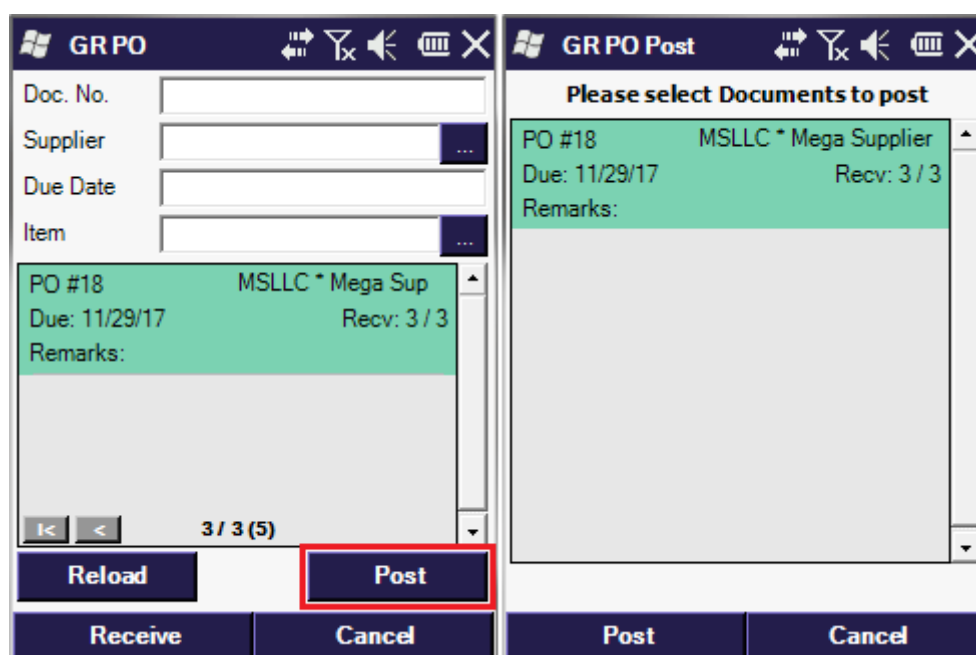 GR PO
Doc. No.
Supplier
...
Due Date
Item
...
PO #18 MSLLC * Mega Sup
Due: 11/29/17 Recv: 3 / 3
Remarks:
I< < 3 / 3 (5)
Reload Post
Receive Cancel
GR PO Post
Please select Documents to post
PO #18 MSLLC * Mega Supplier
Due: 11/29/17 Recv: 3 / 3
Remarks:
Post Cancel